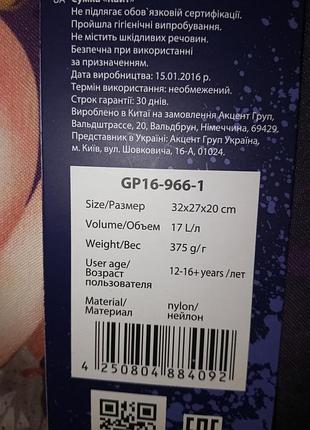 UA Сумка «Кайт»
Не підлягає обов`язковій сертифікації.
Пройшла гігієнічні випробування.
Не містить шкідливих речовин.
Безпечна при використанні
за призначенням.
Дата виробництва: 15.01.2016 р.
Термін використання: необмежений.
Строк гарантії: 30 днів.
Вироблено в Китаї на замовлення Акцент Груп,
Вальдштрассе, 20, Вальдбрун, Німеччина, 69429.
Представник в Україні: Акцент Груп Україна,
м. Київ, вул. Шовковична, 16-А, 01024.
GP16-966-1
Size/Размер 32x27x20 cm
Volume/Объем 17 L/л
Weight/Вес 375 g/г
User age/ 12-16+ years /лет
Возраст
пользователя
Material/ nylon/
Материал нейлон
4 250804 884092
EAC